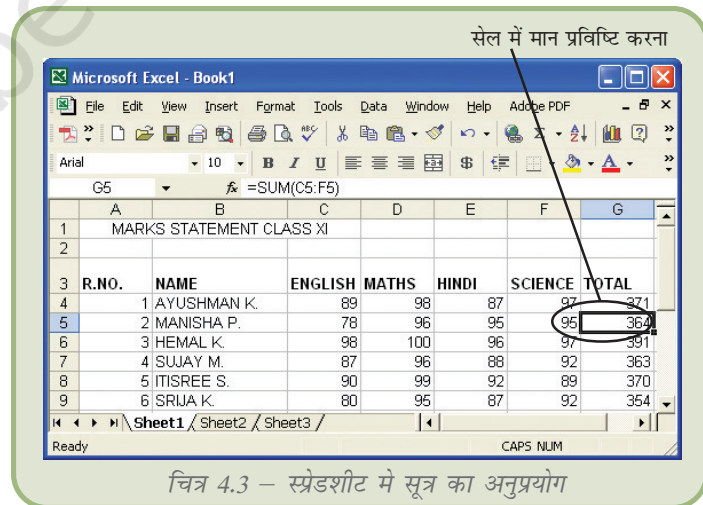 सेल में मान प्रविष्टि करना
Microsoft Excel - Book1
File Edit View Insert Format Tools Data Window Help Adobe PDF
Arial 10 B I U $ A
G5 fx =SUM(C5:F5)
A B C D E F G
1 MARKS STATEMENT CLASS XI
2
3 R.NO. NAME ENGLISH MATHS HINDI SCIENCE TOTAL
4 1 AYUSHMAN K. 89 98 87 97 371
5 2 MANISHA P. 78 96 95 95 364
6 3 HEMAL K. 98 100 96 97 391
7 4 SUJAY M. 87 96 88 92 363
8 5 ITISREE S. 90 99 92 89 370
9 6 SRIJA K. 80 95 87 92 354
Sheet1 / Sheet2 / Sheet3 /
Ready CAPS NUM
चित्र 4.3 – स्प्रेडशीट मे सूत्र का अनुप्रयोग